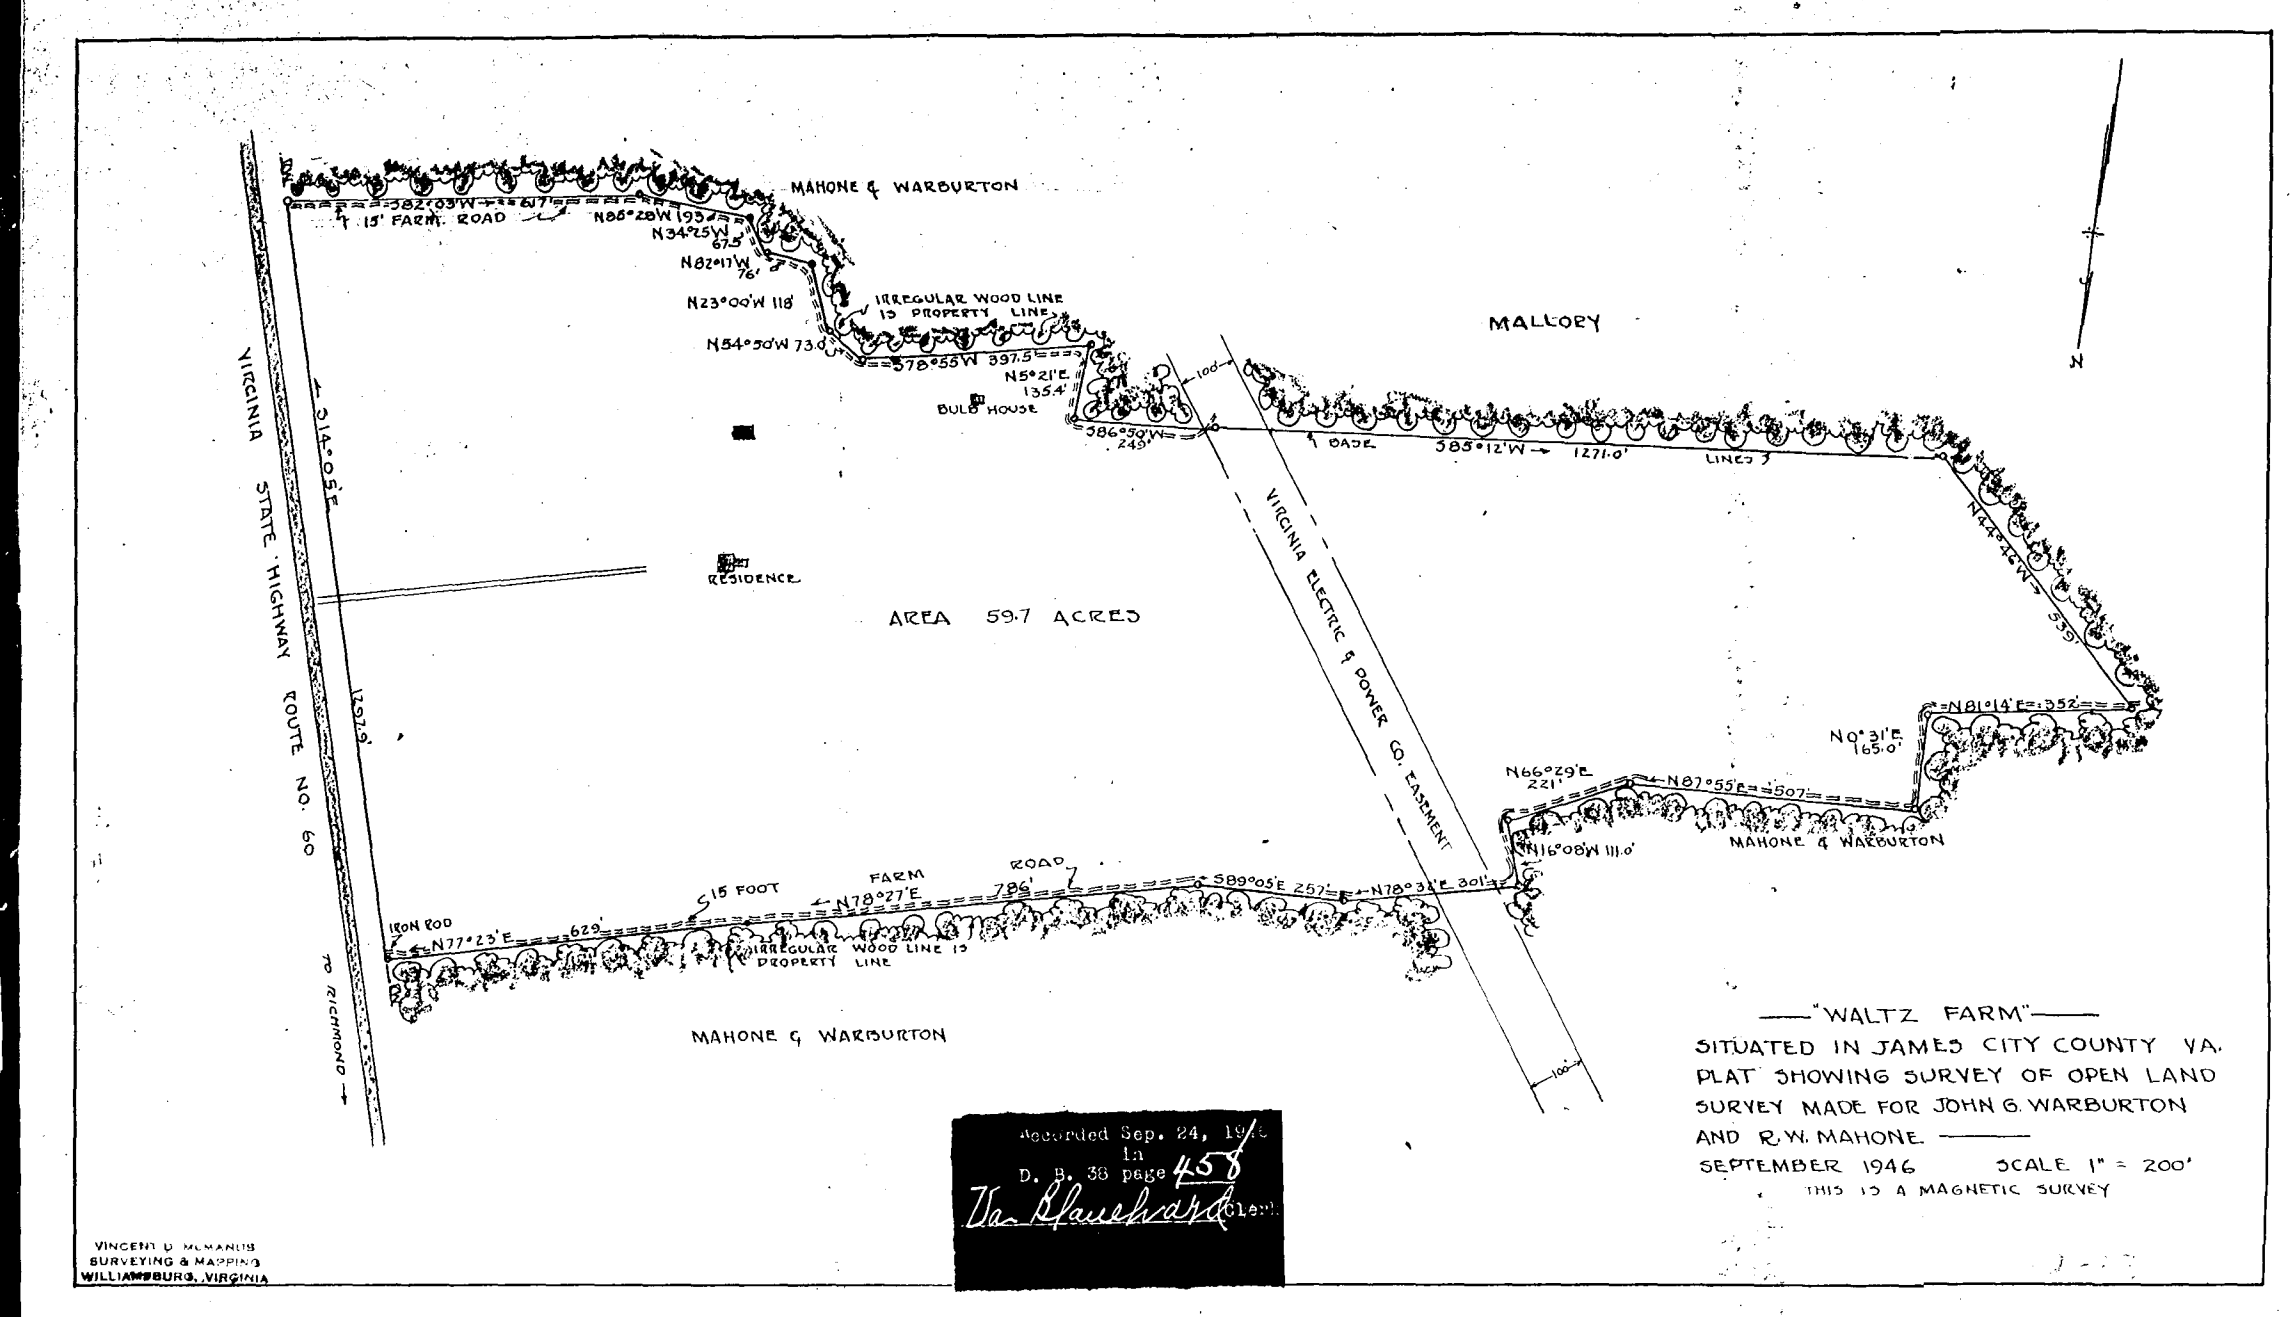 MAHONE & WARBURTON
S82°03'W 617'
15' FARM ROAD
N85°28'W 193
N34°25'W
67.5
N82°17'W
76'
N23°00'W 118'
IRREGULAR WOOD LINE
IS PROPERTY LINE
N54°50'W 73.0'
S78°55'W 397.5'
N5°21'E
135.4'
BULB HOUSE
S86°50'W
249'
100'
MALLORY
N
BASE
S85°12'W 1271.0'
LINES
N44°42'W 539'
VIRGINIA STATE HIGHWAY ROUTE NO. 60
S14°05'E
1297.9'
RESIDENCE
AREA 59.7 ACRES
VIRGINIA ELECTRIC & POWER CO. EASEMENT
N81°14'E 352'
N0°31'E
165.0'
N66°29'E
221'
N87°55'E 507'
MAHONE & WARBURTON
N16°08'W 111.0'
15 FOOT FARM ROAD
IRON ROD
N77°23'E 629'
N78°27'E 786'
S89°05'E 257'
301'
IRREGULAR WOOD LINE IS
PROPERTY LINE
TO RICHMOND
MAHONE & WARBURTON
100'
"WALTZ FARM"
SITUATED IN JAMES CITY COUNTY VA.
PLAT SHOWING SURVEY OF OPEN LAND
SURVEY MADE FOR JOHN G. WARBURTON
AND R.W. MAHONE
SEPTEMBER 1946 SCALE 1" = 200'
THIS IS A MAGNETIC SURVEY
Recorded Sep. 24, 1946
in
D. B. 38 page 458
Clerk
VINCENT D. McMANUS
SURVEYING & MAPPING
WILLIAMSBURG, VIRGINIA